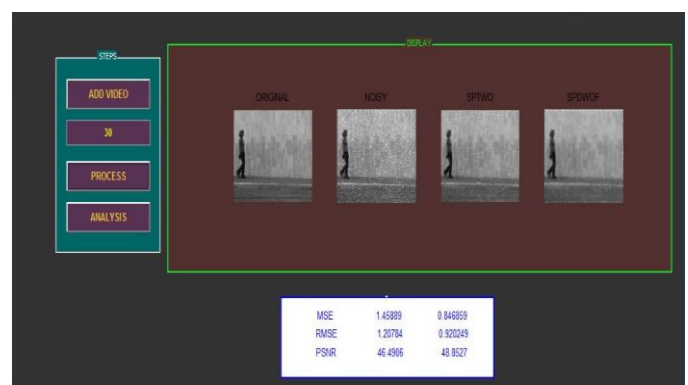 STEPS
ADD VIDEO
30
PROCESS
ANALYSIS
DISPLAY
ORIGINAL NOISY SPTWO SPDWOF
MSE 1.45889 0.846859
RMSE 1.20784 0.920249
PSNR 46.4906 48.8527